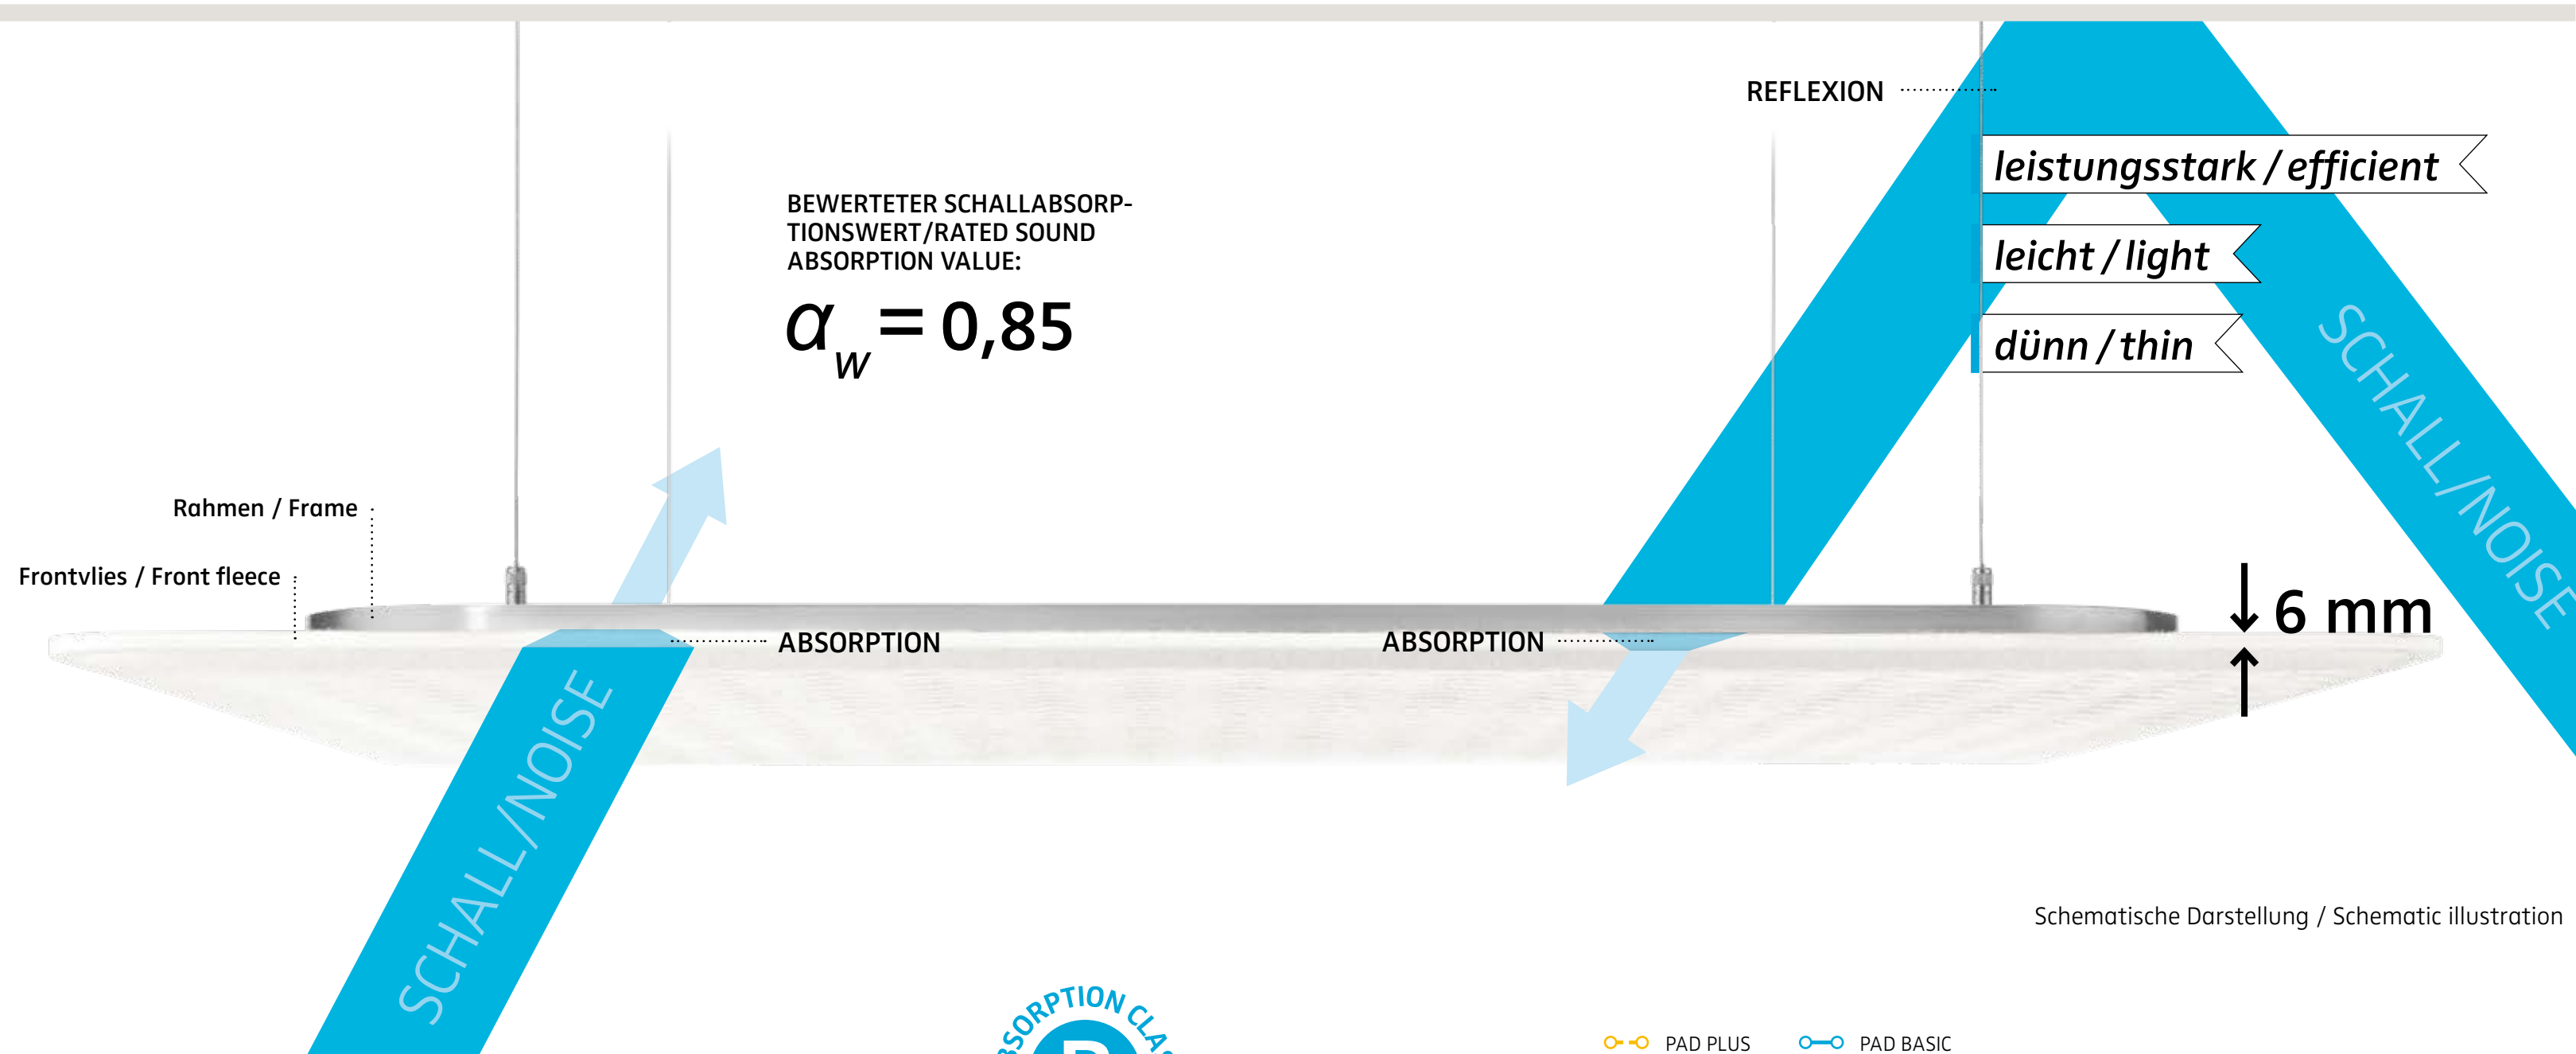 REFLEXION
leistungsstark / efficient
BEWERTETER SCHALLABSORP-
TIONSWERT/RATED SOUND
ABSORPTION VALUE:
αw = 0,85
leicht / light
dünn / thin
SCHALL/NOISE
Rahmen / Frame
Frontvlies / Front fleece
6 mm
ABSORPTION
ABSORPTION
SCHALL/NOISE
Schematische Darstellung / Schematic illustration
PAD PLUS
PAD BASIC